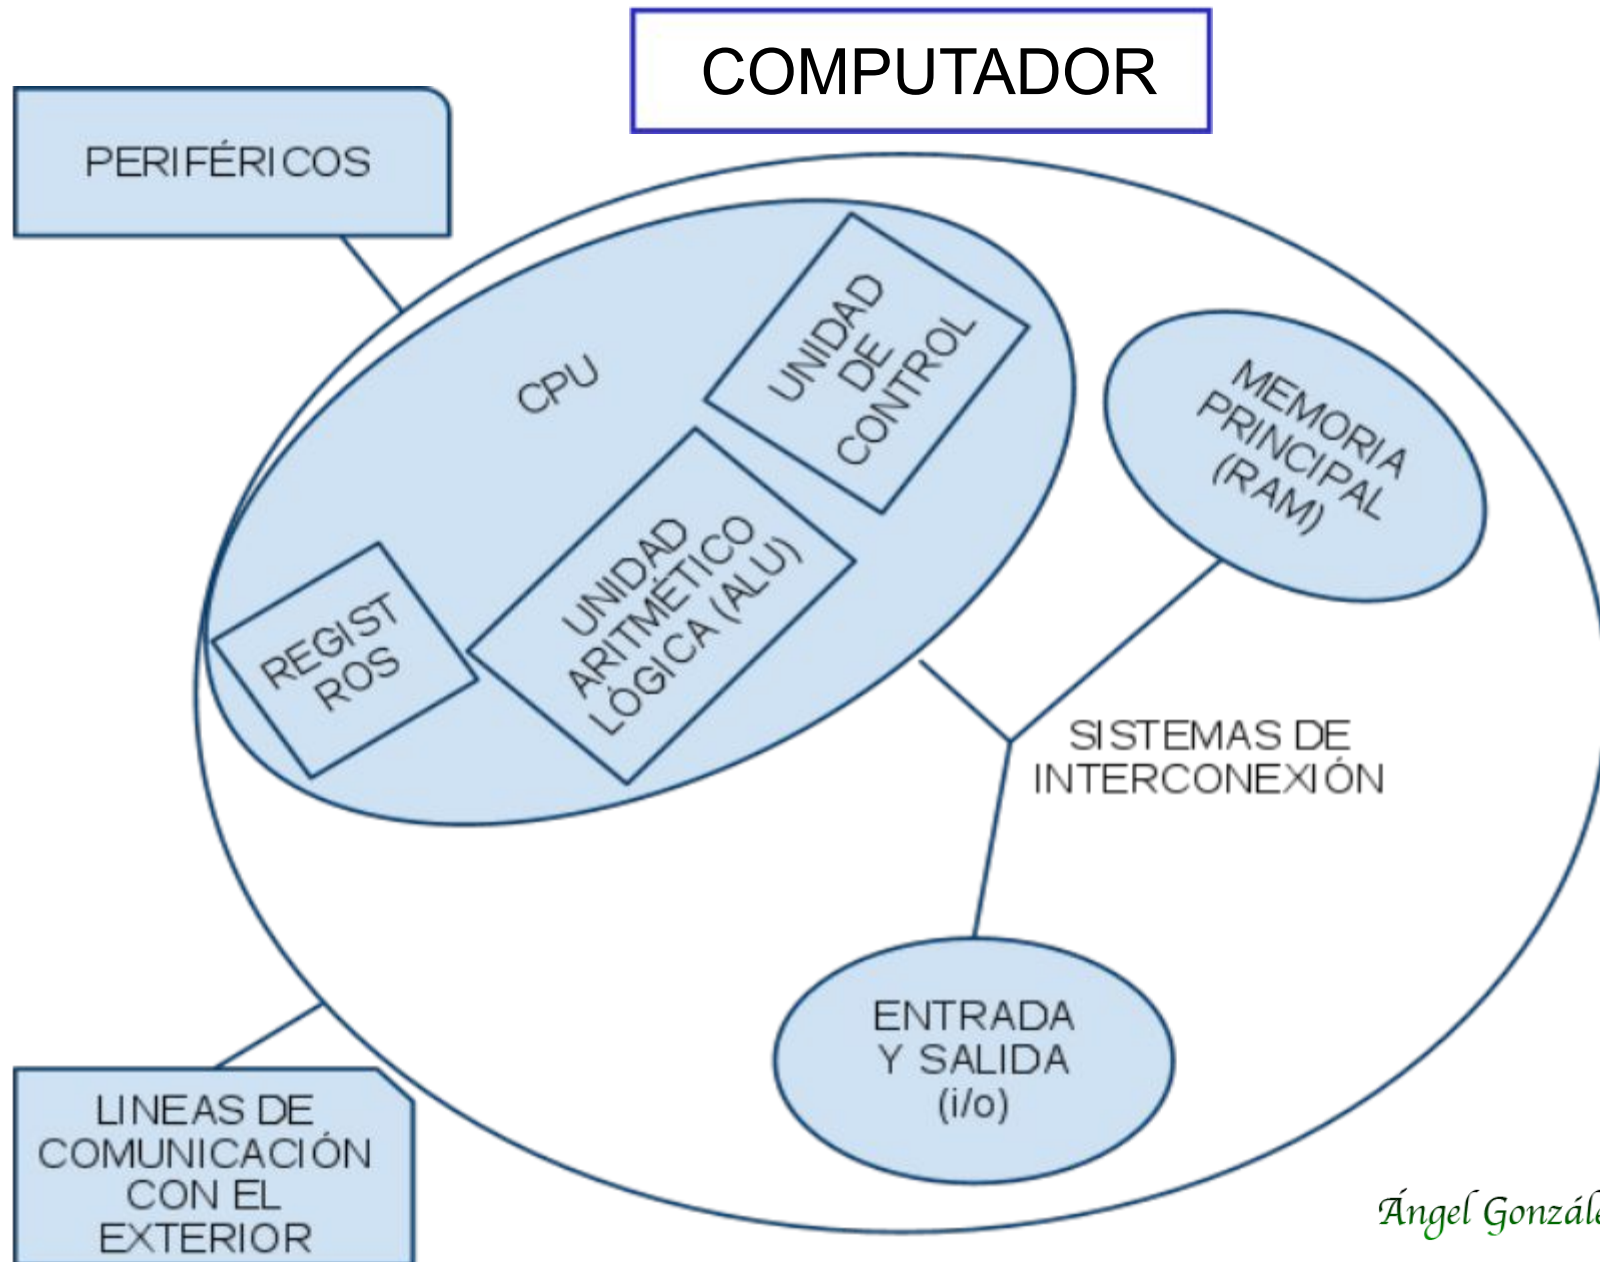 COMPUTADOR
PERIFÉRICOS
CPU
UNIDAD
DE
CONTROL
MEMORIA
PRINCIPAL
(RAM)
UNIDAD
ARITMÉTICO
LÓGICA (ALU)
REGIST
ROS
SISTEMAS DE
INTERCONEXIÓN
ENTRADA
Y SALIDA
(i/o)
LINEAS DE
COMUNICACIÓN
CON EL
EXTERIOR
Ángel